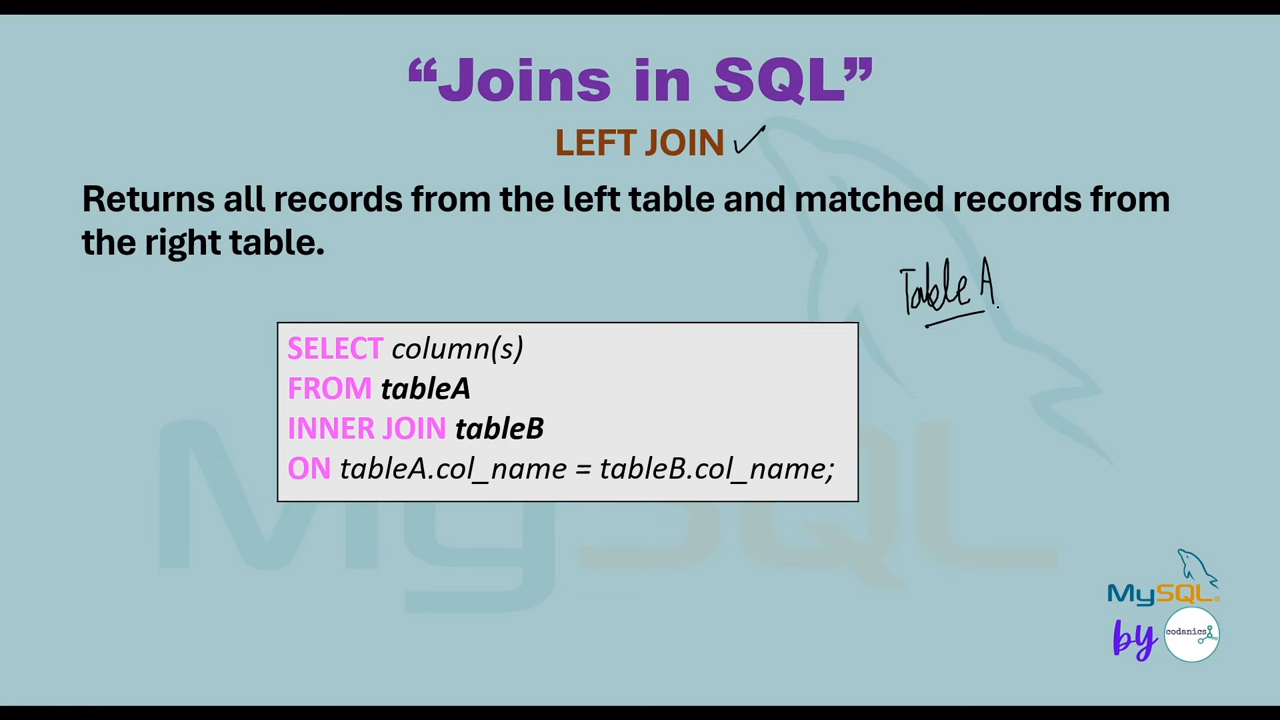 “Joins in SQL”
LEFT JOIN
Returns all records from the left table and matched records from
the right table.
Table A.
SELECT column(s)
FROM tableA
INNER JOIN tableB
ON tableA.col_name = tableB.col_name;
MySQL
MySQL®
by codanics